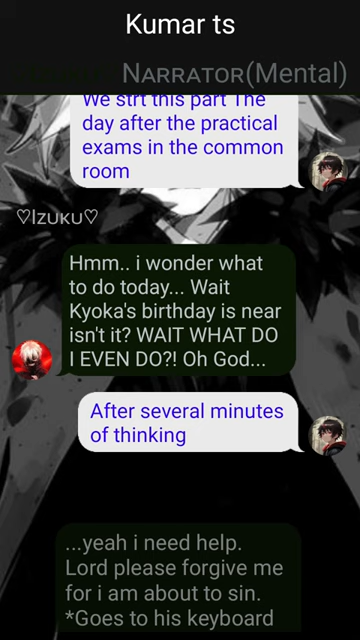 Kumar ts
Narrator(Mental)
We strt this part The
day after the practical
exams in the common
room
♡Izuku♡
Hmm.. i wonder what
to do today... Wait
Kyoka's birthday is near
isn't it? WAIT WHAT DO
I EVEN DO?! Oh God...
After several minutes
of thinking
...yeah i need help.
Lord please forgive me
for i am about to sin.
*Goes to his keyboard